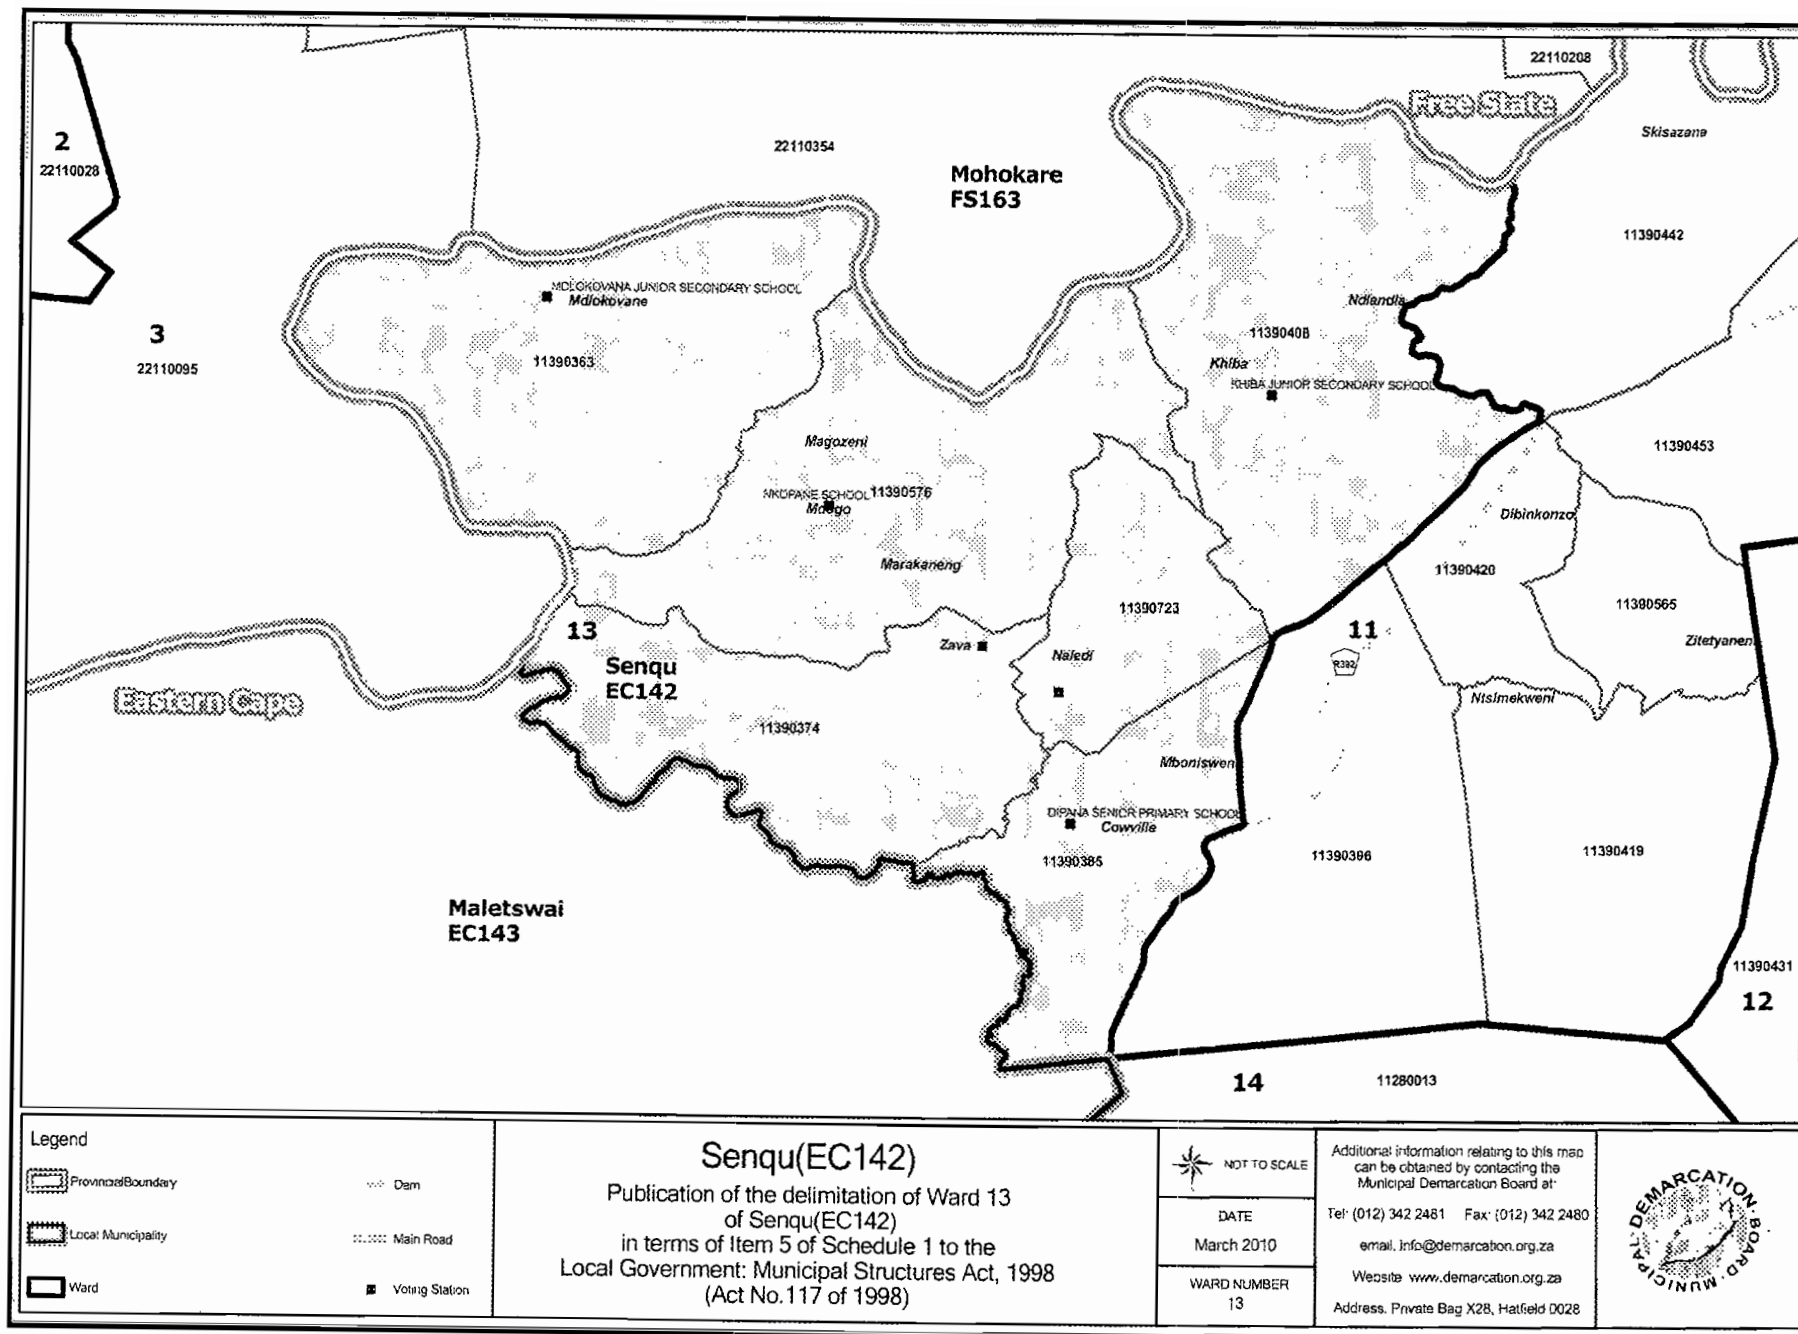 22110208
Free State
Skisazana
2
22110028
22110354
Mohokare
FS163
11390442
MDLOKOVANA JUNIOR SECONDARY SCHOOL
Mdlokovane
Ndlandla
3
22110095
11390363
11390408
Khiba
KHIBA JUNIOR SECONDARY SCHOOL
Magozeni
11390453
NKOPANE SCHOOL
11390576
Dibinkonzo
Marakaneng
11390420
11390723
11390565
13
11
Zitetyanen
Zava
Naledi
R392
Senqu
EC142
Eastern Cape
Ntsimekweni
11390374
Mboniswen
DIPANA SENIOR PRIMARY SCHOOL
Cowville
11390385
11390396
11390419
Maletswai
EC143
11390431
12
14
11280013
Legend
Provincial Boundary
Dam
Local Municipality
Main Road
Ward
Voting Station
Senqu(EC142)
Publication of the delimitation of Ward 13
of Senqu(EC142)
in terms of Item 5 of Schedule 1 to the
Local Government: Municipal Structures Act, 1998
(Act No.117 of 1998)
NOT TO SCALE
DATE
March 2010
WARD NUMBER
13
Additional information relating to this map
can be obtained by contacting the
Municipal Demarcation Board at:
Tel: (012) 342 2481 Fax: (012) 342 2480
email. info@demarcation.org.za
Website www.demarcation.org.za
Address. Private Bag X28, Hatfield 0028
MUNICIPAL DEMARCATION BOARD